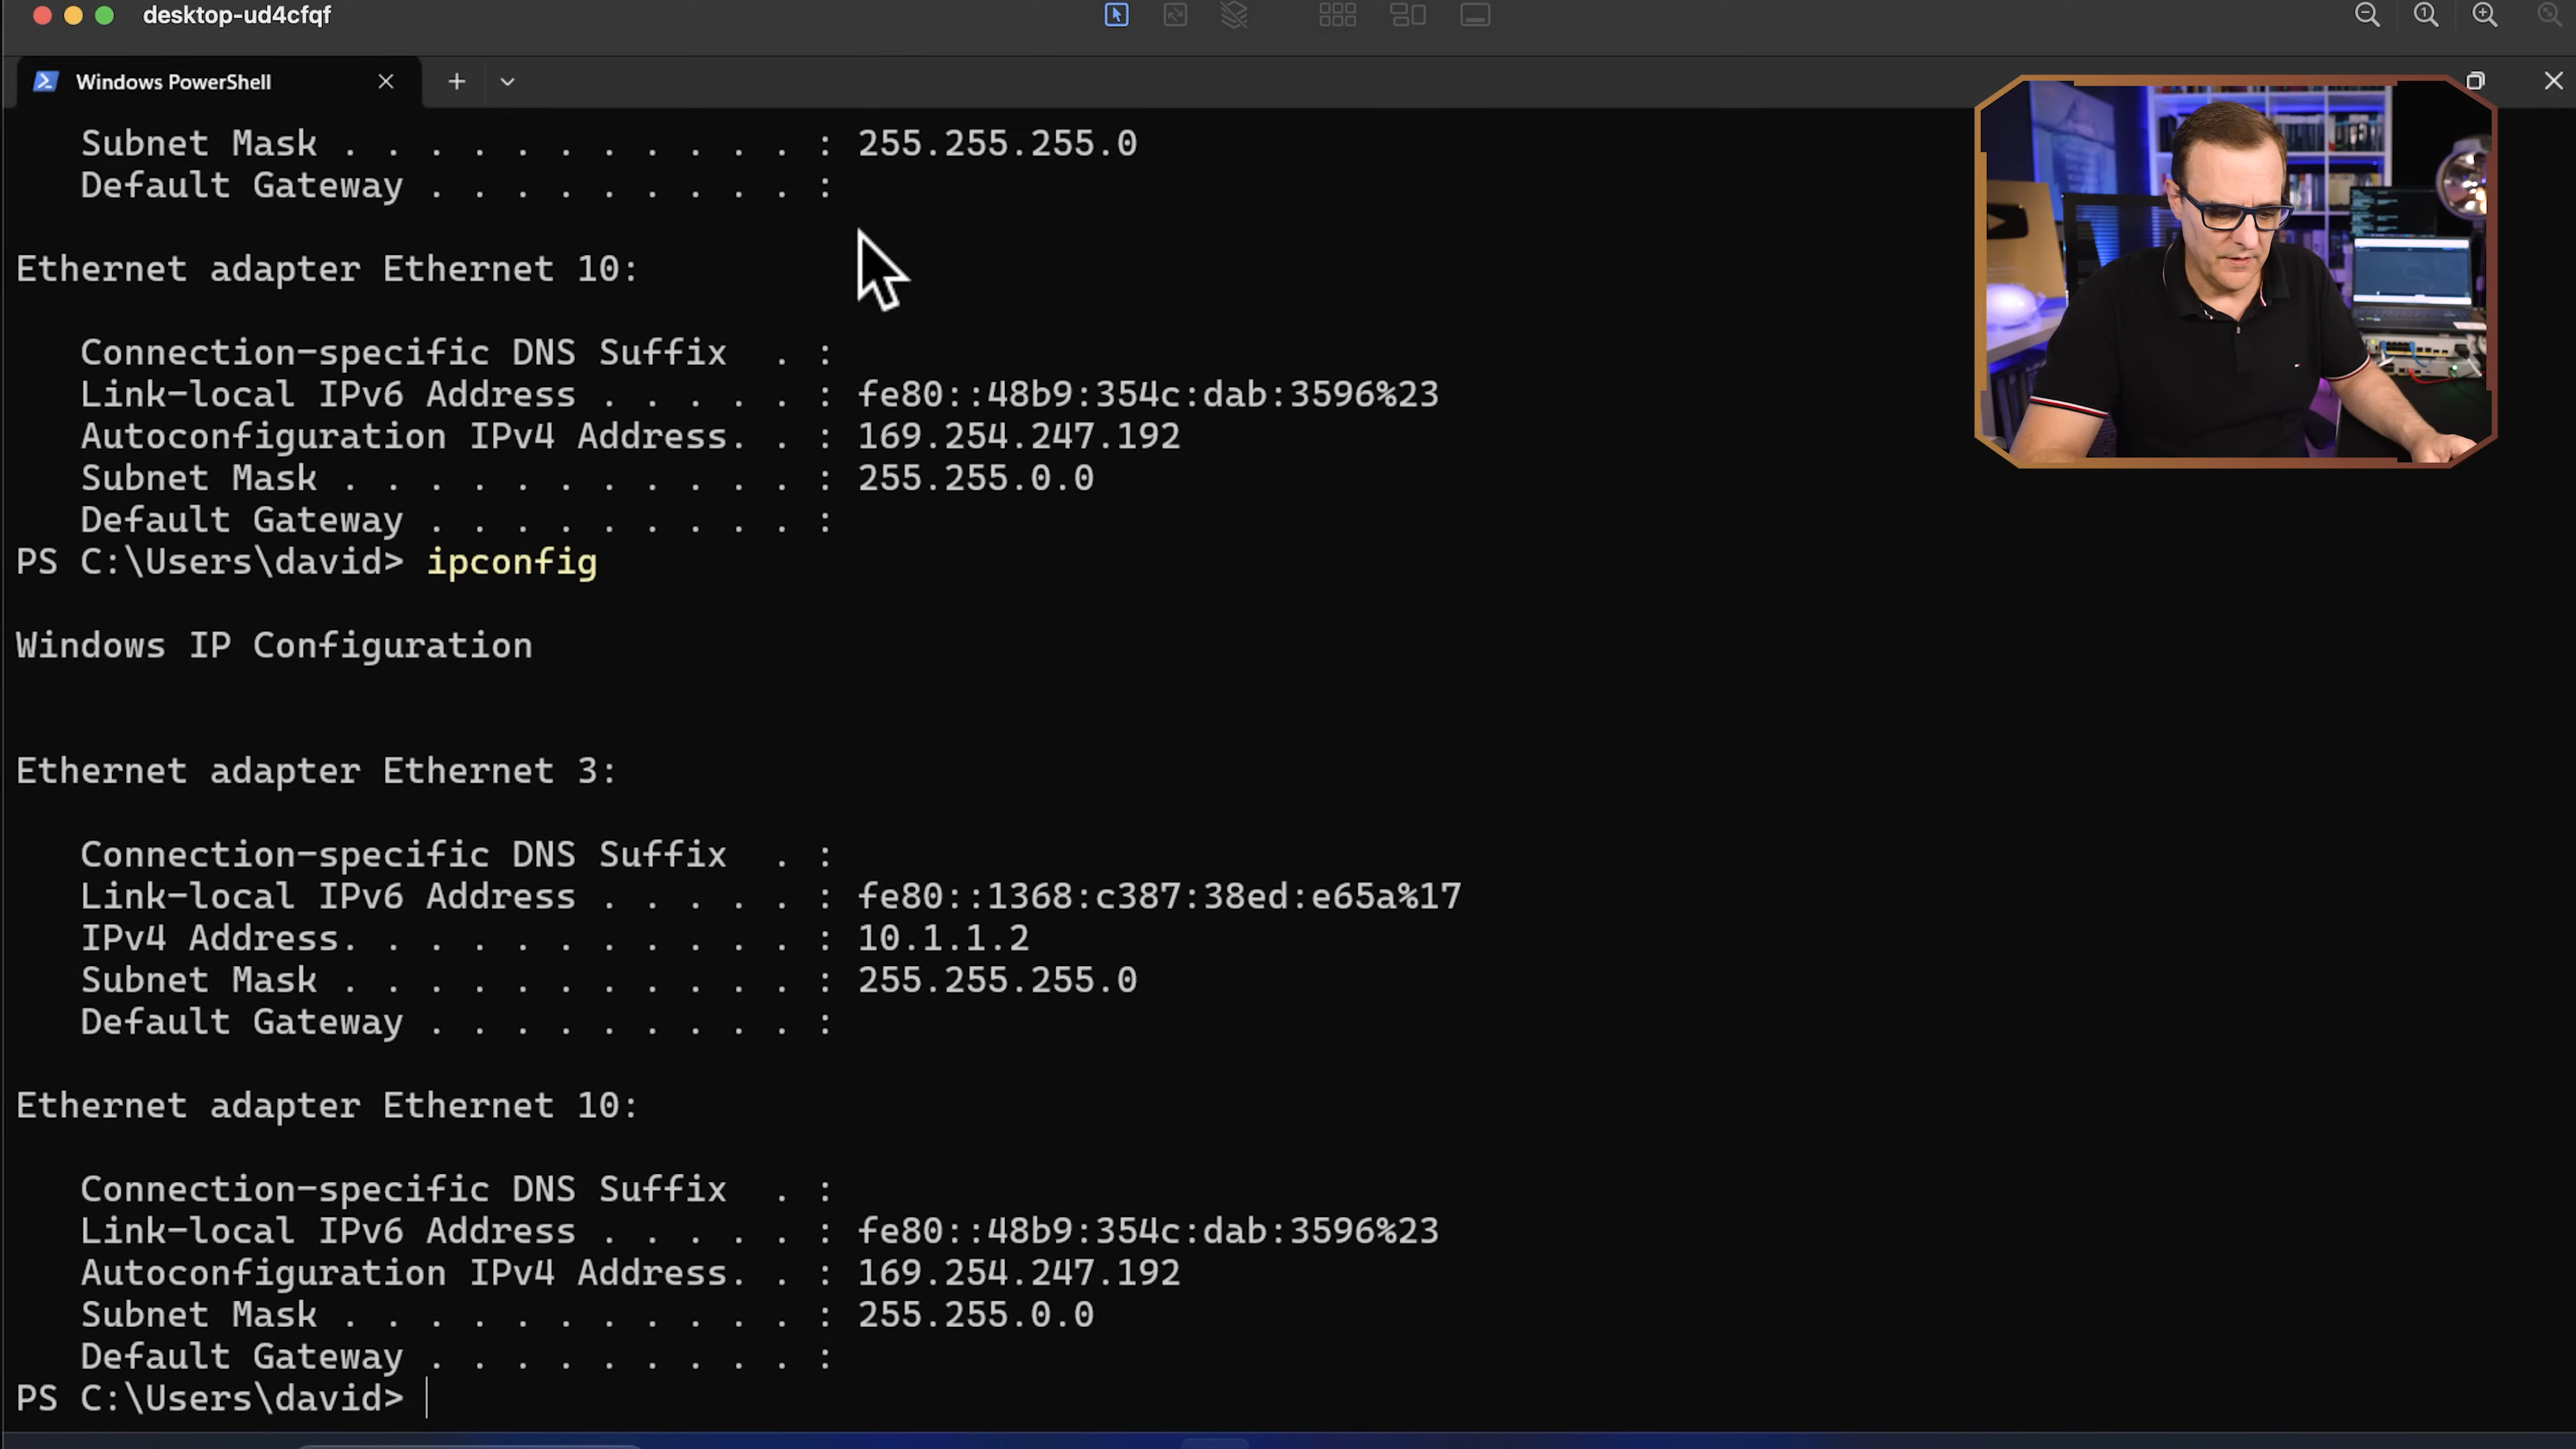 desktop-ud4cfqf
Windows PowerShell
Subnet Mask . . . . . . . . . . . : 255.255.255.0
Default Gateway . . . . . . . . . :
Ethernet adapter Ethernet 10:
Connection-specific DNS Suffix  . :
Link-local IPv6 Address . . . . . : fe80::48b9:354c:dab:3596%23
Autoconfiguration IPv4 Address. . : 169.254.247.192
Subnet Mask . . . . . . . . . . . : 255.255.0.0
Default Gateway . . . . . . . . . :
PS C:\Users\david> ipconfig
Windows IP Configuration
Ethernet adapter Ethernet 3:
Connection-specific DNS Suffix  . :
Link-local IPv6 Address . . . . . : fe80::1368:c387:38ed:e65a%17
IPv4 Address. . . . . . . . . . . : 10.1.1.2
Subnet Mask . . . . . . . . . . . : 255.255.255.0
Default Gateway . . . . . . . . . :
Ethernet adapter Ethernet 10:
Connection-specific DNS Suffix  . :
Link-local IPv6 Address . . . . . : fe80::48b9:354c:dab:3596%23
Autoconfiguration IPv4 Address. . : 169.254.247.192
Subnet Mask . . . . . . . . . . . : 255.255.0.0
Default Gateway . . . . . . . . . :
PS C:\Users\david>